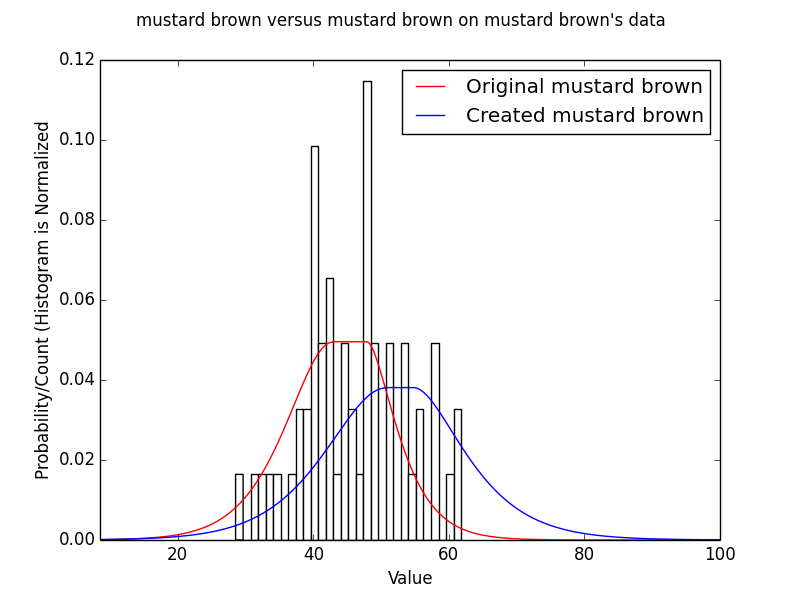 mustard brown versus mustard brown on mustard brown's data
0.12
0.10
0.08
0.06
0.04
0.02
0.00
Probability/Count (Histogram is Normalized
Original mustard brown
Created mustard brown
20
40
60
80
100
Value